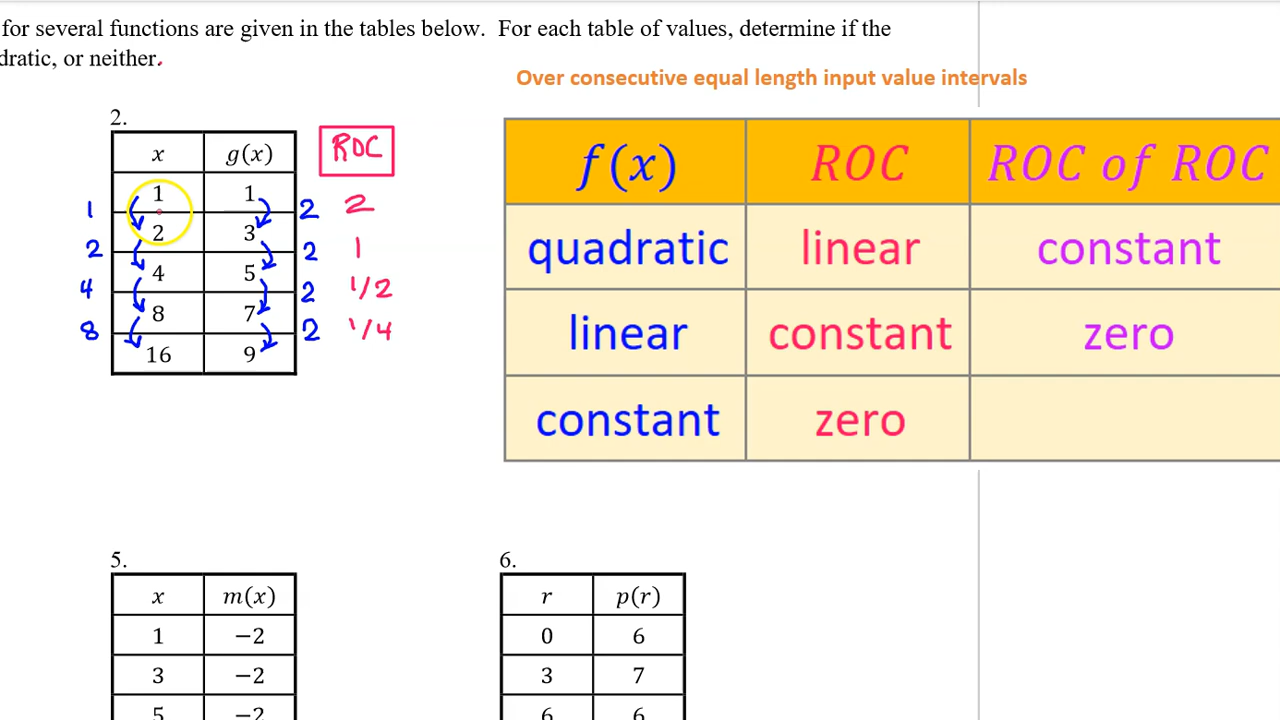 for several functions are given in the tables below. For each table of values, determine if the
dratic, or neither.
Over consecutive equal length input value intervals
2.
x g(x) ROC
1 1
1 2 2
2 3
2 2 1
4 5
4 2 1/2
8 7
8 2 1/4
16 9
f(x) ROC ROC of ROC
quadratic linear constant
linear constant zero
constant zero
5.
x m(x)
1 −2
3 −2
5 −2
6.
r p(r)
0 6
3 7
6 6